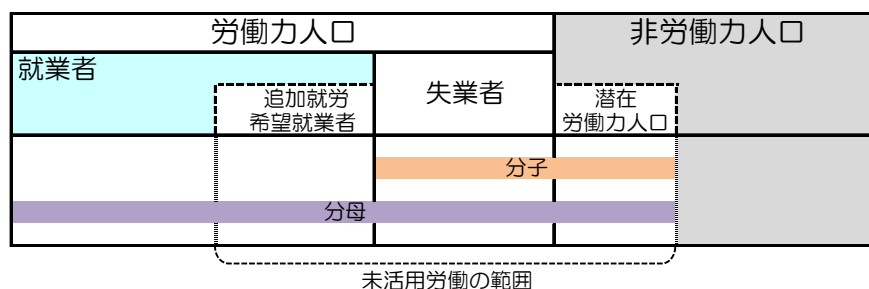 労働力人口
非労働力人口
就業者
追加就労
希望就業者
失業者
潜在
労働力人口
分子
分母
未活用労働の範囲